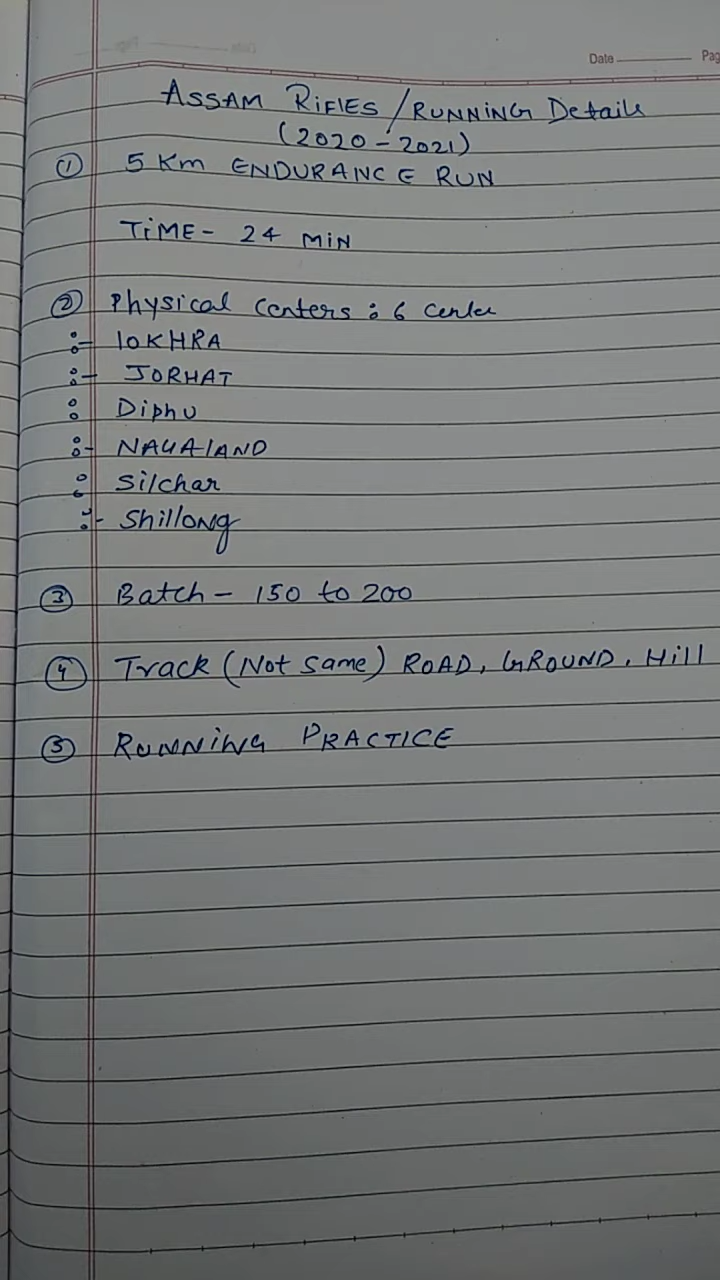 Date Pag
ASSAM RIFlES / RUNNING Details
(2020-2021)
① 5 Km ENDURANCE RUN
TIME - 24 MIN
② Physical Centers : 6 Center
:- lOKHRA
:- JORHAT
: Diphu
:- NAGAlAND
: Silchar
:- Shillong
③ Batch - 150 to 200
④ Track (Not Same) ROAD, GROUND, Hill
⑤ RUNNING PRACTICE